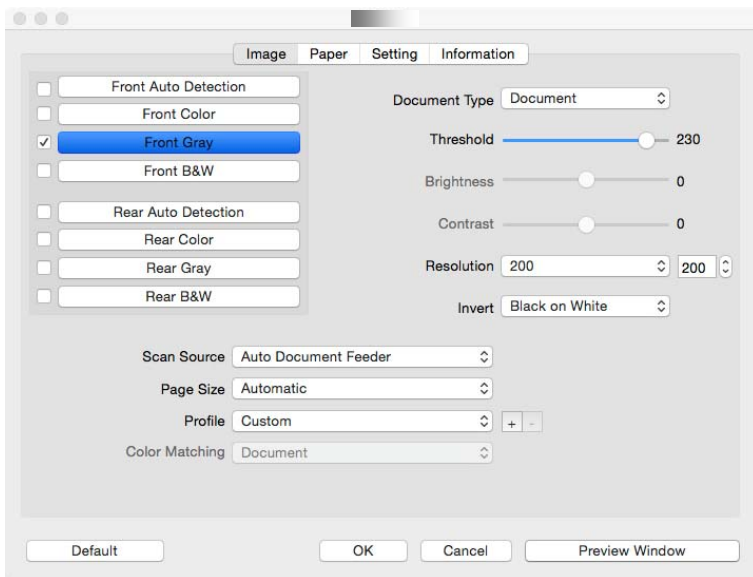 Image Paper Setting Information
Front Auto Detection
Front Color
Front Gray
Front B&W
Rear Auto Detection
Rear Color
Rear Gray
Rear B&W
Document Type Document
Threshold 230
Brightness 0
Contrast 0
Resolution 200 200
Invert Black on White
Scan Source Auto Document Feeder
Page Size Automatic
Profile Custom + -
Color Matching Document
Default OK Cancel Preview Window